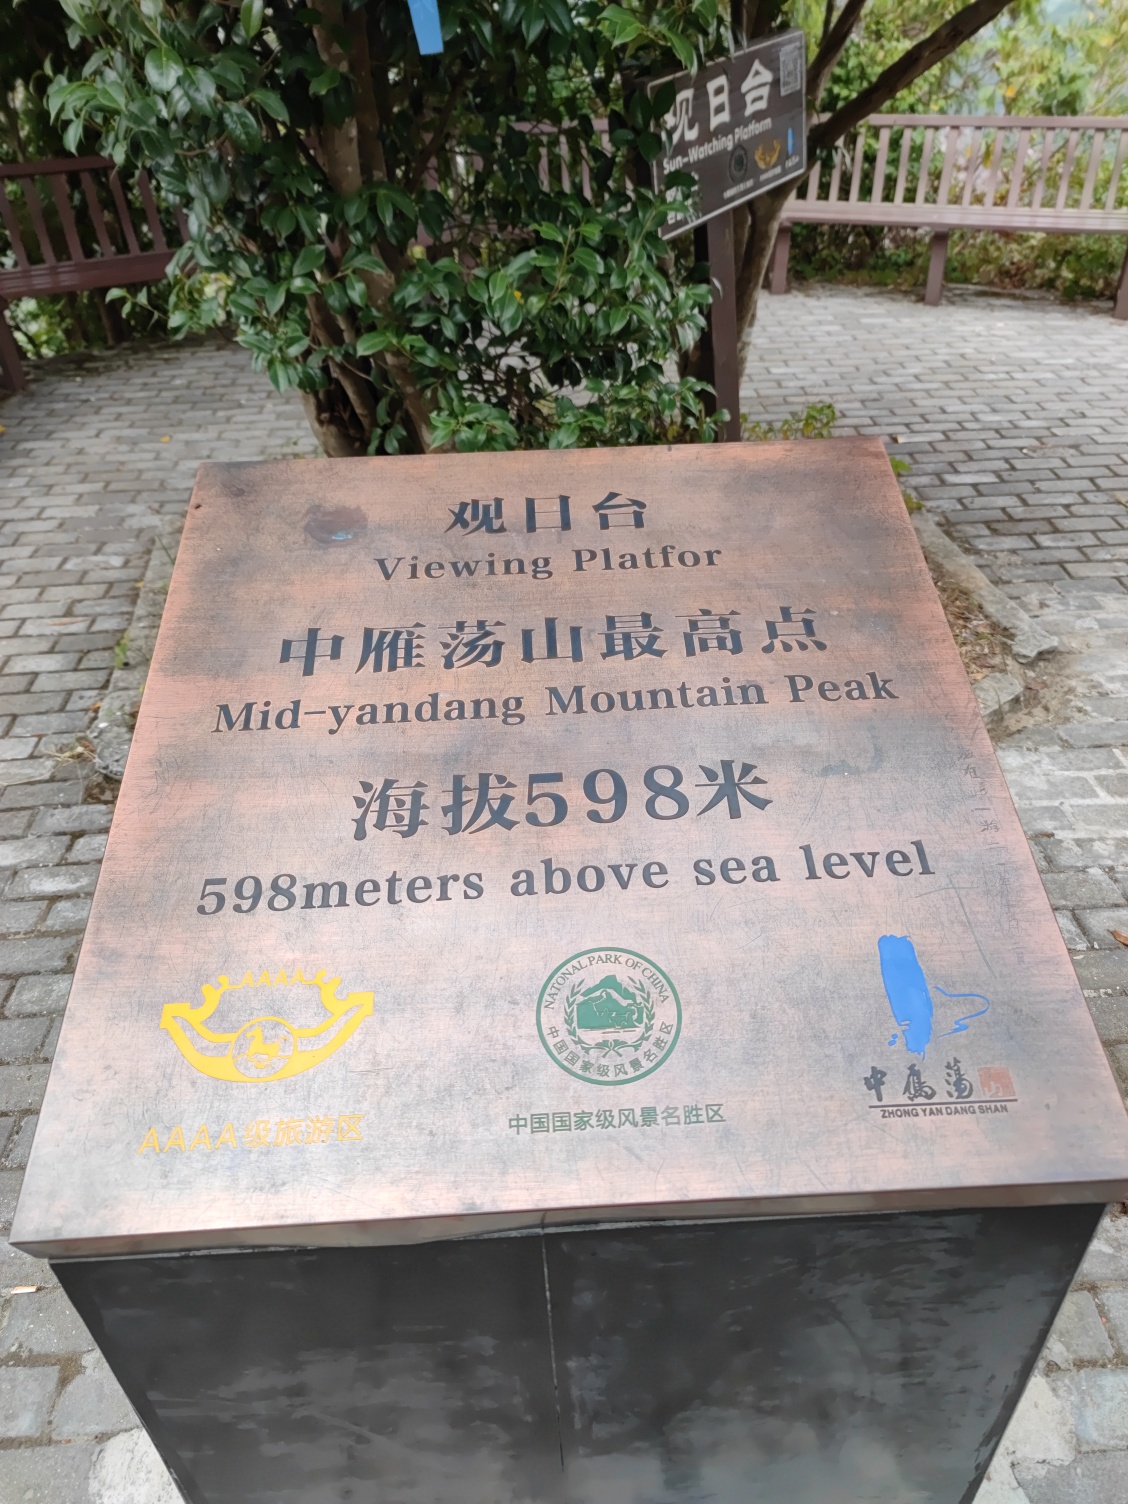 观日台
Sun-Watching Platform
观日台
Viewing Platfor
中雁荡山最高点
Mid-yandang Mountain Peak
海拔598米
598meters above sea level
AAAA
NATONAL PARK OF CHINA
中国国家级风景名胜区
AAAA级旅游区
中国国家级风景名胜区
中雁荡山
ZHONG YAN DANG SHAN